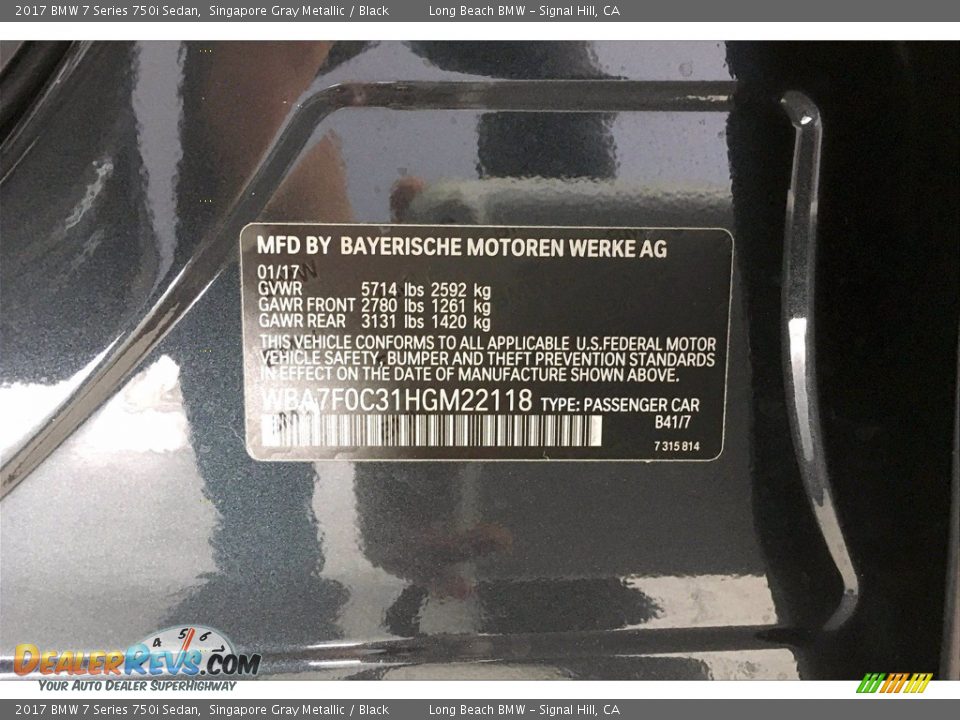 2017 BMW 7 Series 750i Sedan, Singapore Gray Metallic / Black Long Beach BMW - Signal Hill, CA
MFD BY BAYERISCHE MOTOREN WERKE AG
01/17
GVWR 5714 lbs 2592 kg
GAWR FRONT 2780 lbs 1261 kg
GAWR REAR 3131 lbs 1420 kg
THIS VEHICLE CONFORMS TO ALL APPLICABLE U.S.FEDERAL MOTOR
VEHICLE SAFETY, BUMPER AND THEFT PREVENTION STANDARDS
IN EFFECT ON THE DATE OF MANUFACTURE SHOWN ABOVE.
WBA7F0C31HGM22118 TYPE: PASSENGER CAR
B41/7
7 315 814
4 5 6
DEALERREVS.COM
YOUR AUTO DEALER SUPERHIGHWAY
2017 BMW 7 Series 750i Sedan, Singapore Gray Metallic / Black Long Beach BMW - Signal Hill, CA